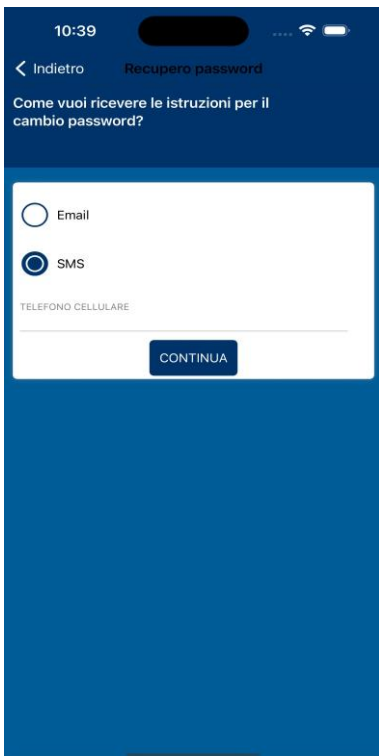 10:39
Indietro
Recupero password
Come vuoi ricevere le istruzioni per il
cambio password?
Email
SMS
TELEFONO CELLULARE
CONTINUA